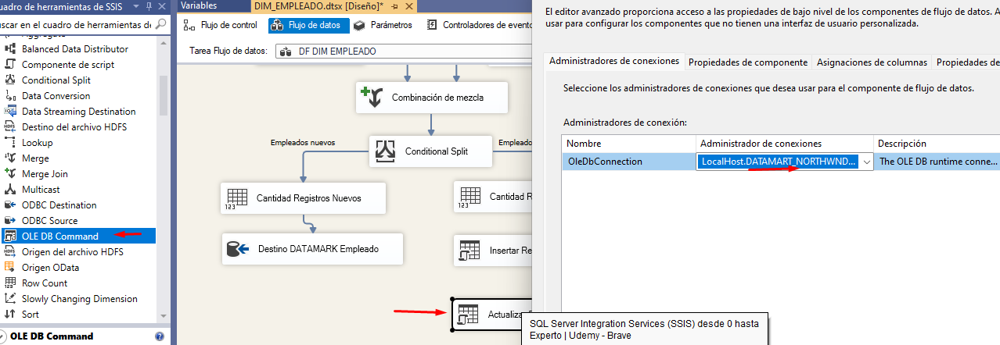 cuadro de herramientas de SSIS
uscar en el cuadro de herramientas de
Aggregate
Balanced Data Distributor
Componente de script
Conditional Split
Data Conversion
Data Streaming Destination
Destino del archivo HDFS
Lookup
Merge
Merge Join
Multicast
ODBC Destination
ODBC Source
OLE DB Command
Origen del archivo HDFS
Origen OData
Row Count
Slowly Changing Dimension
Sort
OLE DB Command
Variables
DIM_EMPLEADO.dtsx [Diseño]*
Flujo de control
Flujo de datos
Parámetros
Controladores de evento
Tarea Flujo de datos:
DF DIM EMPLEADO
Combinación de mezcla
Empleados nuevos
Conditional Split
Empleado
Cantidad Registros Nuevos
Cantidad R
Destino DATAMARK Empleado
Insertar Re
Actualiza
El editor avanzado proporciona acceso a las propiedades de bajo nivel de los componentes de flujo de datos. A
usar para configurar los componentes que no tienen una interfaz de usuario personalizada.
Administradores de conexiones
Propiedades de componente
Asignaciones de columnas
Propiedades de
Seleccione los administradores de conexiones que desea usar para el componente de flujo de datos.
Administradores de conexión:
Nombre
Administrador de conexiones
Descripción
OleDbConnection
LocalHost.DATAMART_NORTHWND...
The OLE DB runtime conne...
SQL Server Integration Services (SSIS) desde 0 hasta
Experto | Udemy - Brave